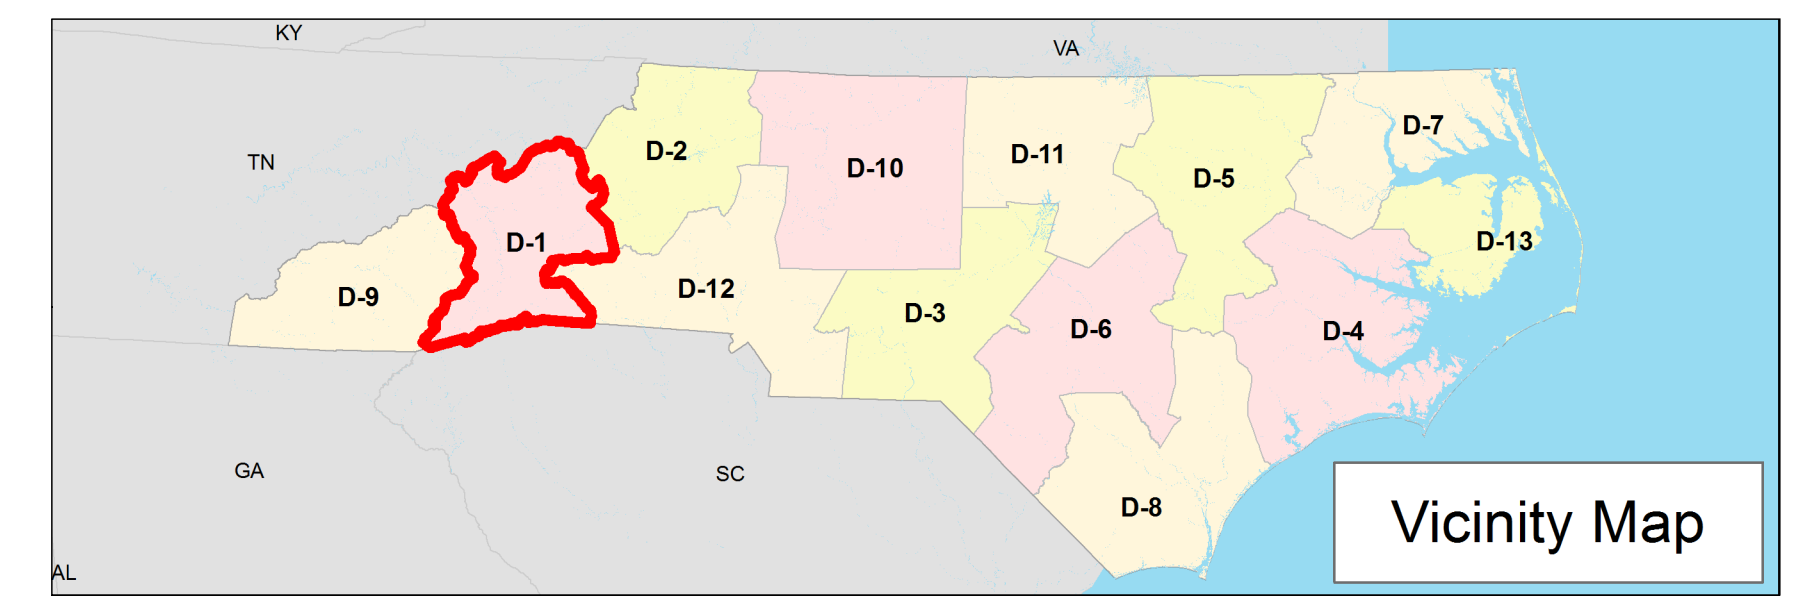 KY
VA
D-7
D-2
D-11
TN
D-10
D-5
D-1
D-13
D-12
D-9
D-3
D-6
D-4
GA
SC
D-8
Vicinity Map
AL